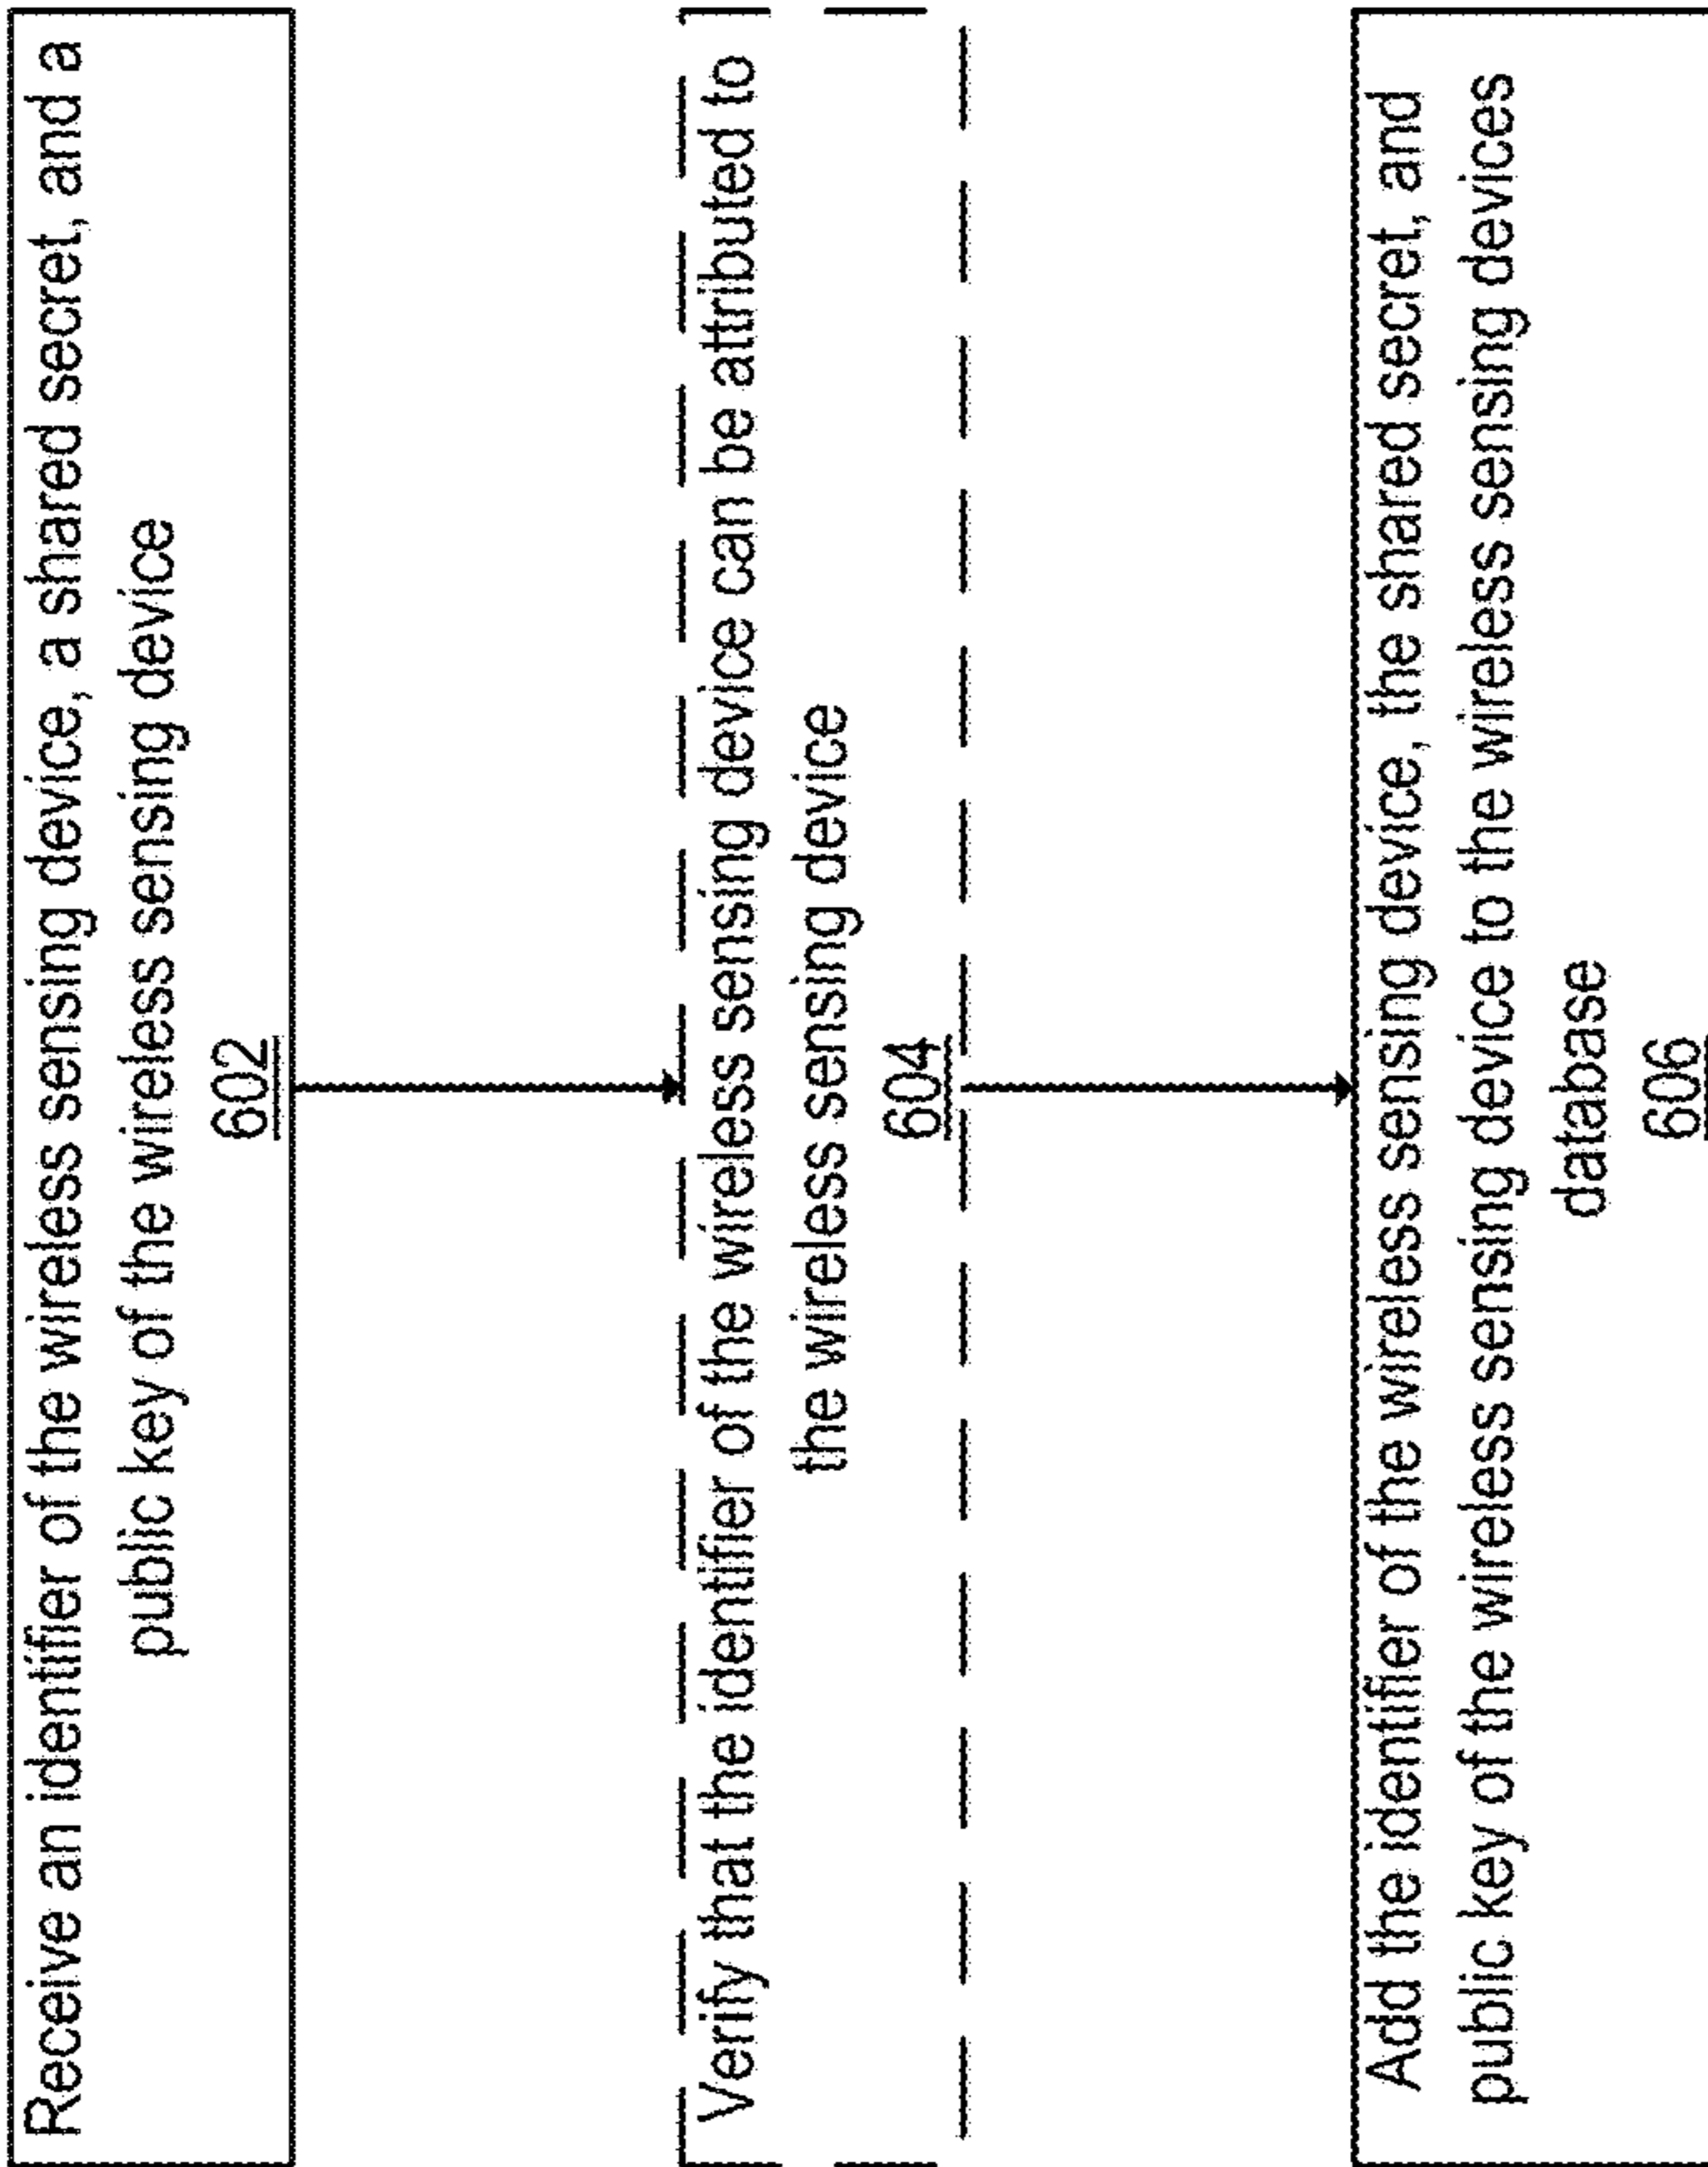 Receive an identifier of the wireless sensing device, a shared secret, and a
public key of the wireless sensing device
602
Verify that the identifier of the wireless sensing device can be attributed to
the wireless sensing device
604
Add the identifier of the wireless sensing device, the shared secret, and
public key of the wireless sensing device to the wireless sensing devices
database
606